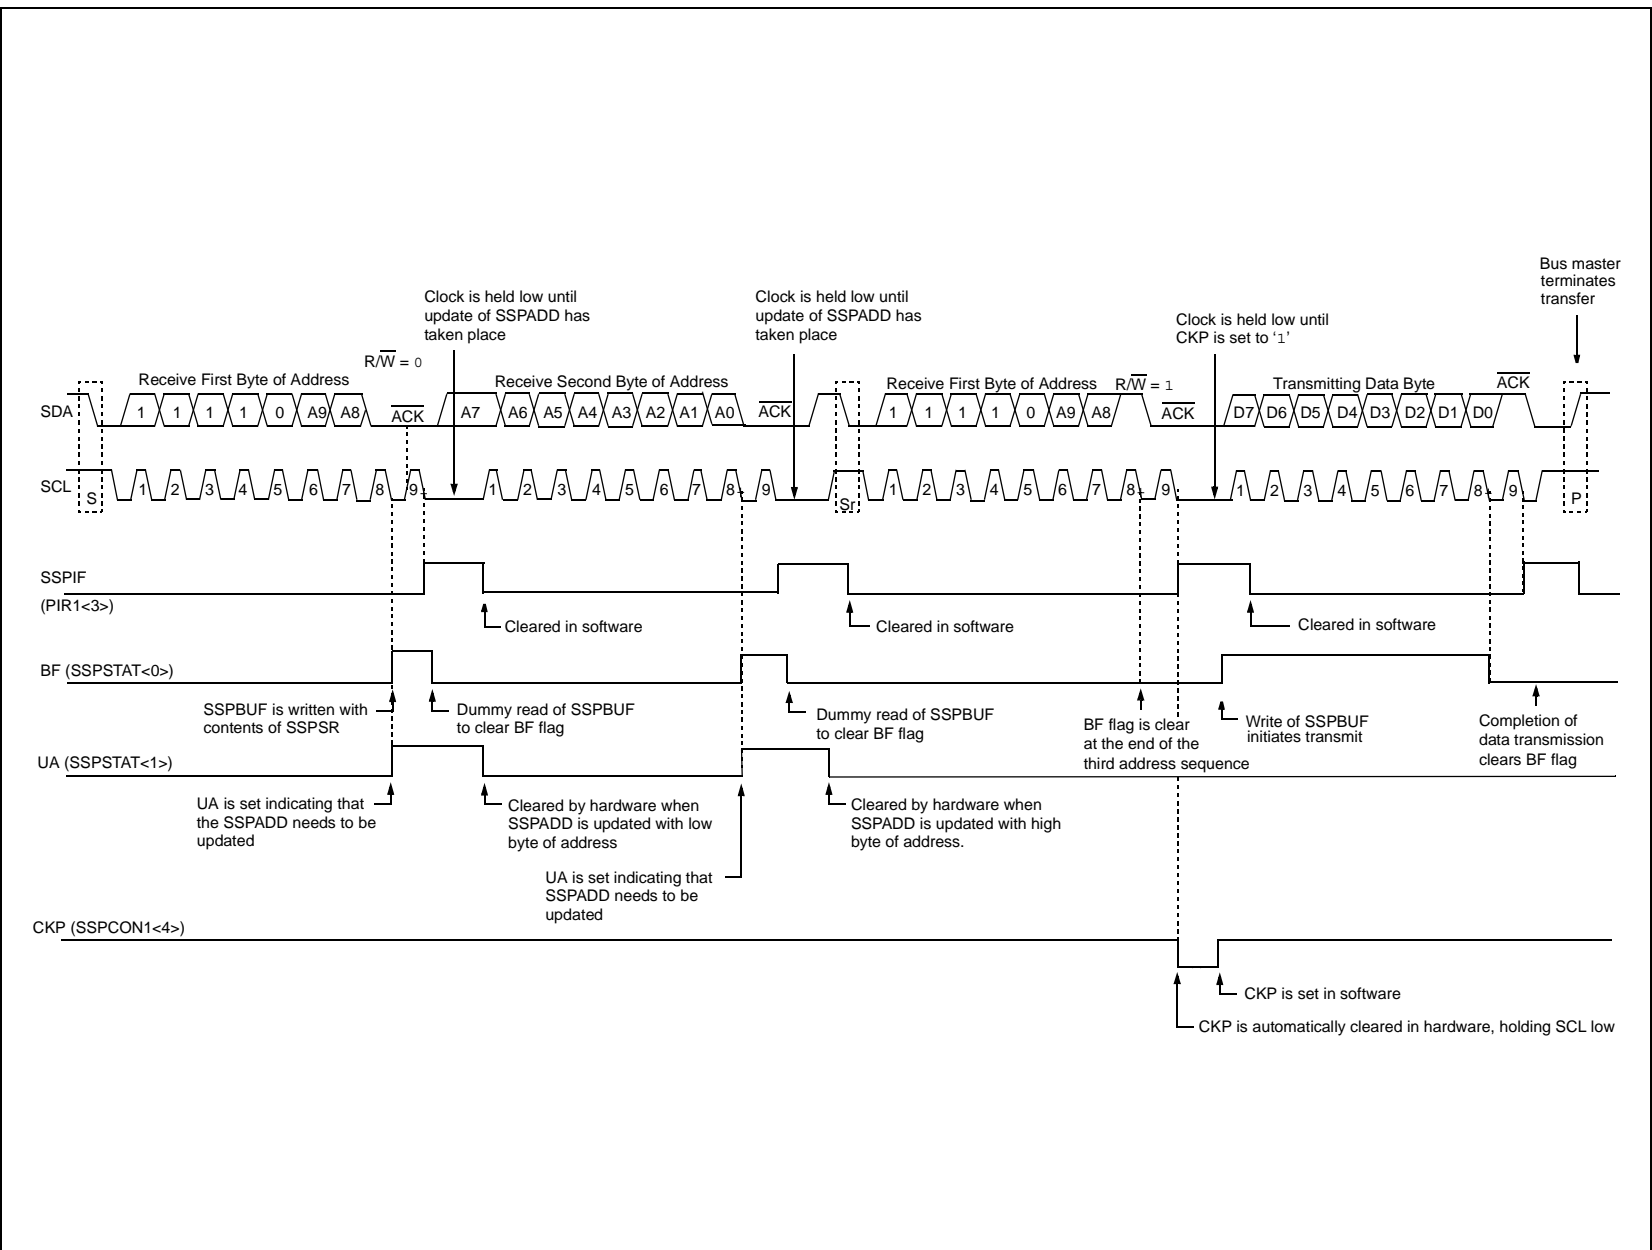 Bus master
terminates
transfer
Clock is held low until
update of SSPADD has
taken place
Clock is held low until
update of SSPADD has
taken place
Clock is held low until
CKP is set to ‘1’
R/W = 0
Receive First Byte of Address
Receive Second Byte of Address
Receive First Byte of Address
R/W = 1
Transmitting Data Byte
ACK
SDA
1 1 1 1 0 A9 A8 ACK A7 A6 A5 A4 A3 A2 A1 A0 ACK 1 1 1 1 0 A9 A8 ACK D7 D6 D5 D4 D3 D2 D1 D0
SCL
S 1 2 3 4 5 6 7 8 9 1 2 3 4 5 6 7 8 9 Sr 1 2 3 4 5 6 7 8 9 1 2 3 4 5 6 7 8 9 P
SSPIF
(PIR1<3>)
Cleared in software
Cleared in software
Cleared in software
BF (SSPSTAT<0>)
SSPBUF is written with
contents of SSPSR
Dummy read of SSPBUF
to clear BF flag
Dummy read of SSPBUF
to clear BF flag
BF flag is clear
at the end of the
third address sequence
Write of SSPBUF
initiates transmit
Completion of
data transmission
clears BF flag
UA (SSPSTAT<1>)
UA is set indicating that
the SSPADD needs to be
updated
Cleared by hardware when
SSPADD is updated with low
byte of address
UA is set indicating that
SSPADD needs to be
updated
Cleared by hardware when
SSPADD is updated with high
byte of address.
CKP (SSPCON1<4>)
CKP is set in software
CKP is automatically cleared in hardware, holding SCL low